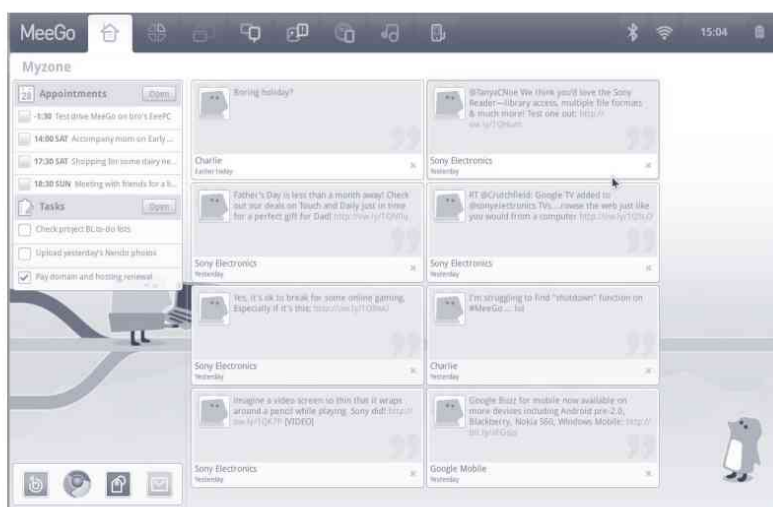 MeeGo
15:04
Myzone
28
Appointments
Open
-1:30 Test drive MeeGo on bro's EeePC
14:00 SAT Accompany mom on Early ...
17:30 SAT Shopping for some dairy ne...
18:30 SUN Meeting with friends for a b...
Tasks
Open
Check project BL to-do lists
Upload yesterday's Nendo photos
Pay domain and hosting renewal
Boring holiday?
Charlie
Earlier today
@TanyaCNue We think you'd love the Sony
Reader—library access, multiple file formats
& much more! Test one out: http://
Sony Electronics
Yesterday
Father's Day is less than a month away! Check
out our deals on Touch and Daily just in time
for a perfect gift for Dad!
Sony Electronics
Yesterday
RT @Crutchfield: Google TV added to
@sonyelectronics TVs....rowse the web just like
you would from a computer
Sony Electronics
Yesterday
Yes, it's ok to break for some online gaming.
Especially if it's this:
Sony Electronics
Yesterday
I'm struggling to find "shutdown" function on
#MeeGo ... lol
Charlie
Yesterday
Imagine a video screen so thin that it wraps
around a pencil while playing. Sony did! http://
[VIDEO]
Sony Electronics
Yesterday
Google Buzz for mobile now available on
more devices including Android pre-2.0,
Blackberry, Nokia S60, Windows Mobile: http://
Google Mobile
Yesterday